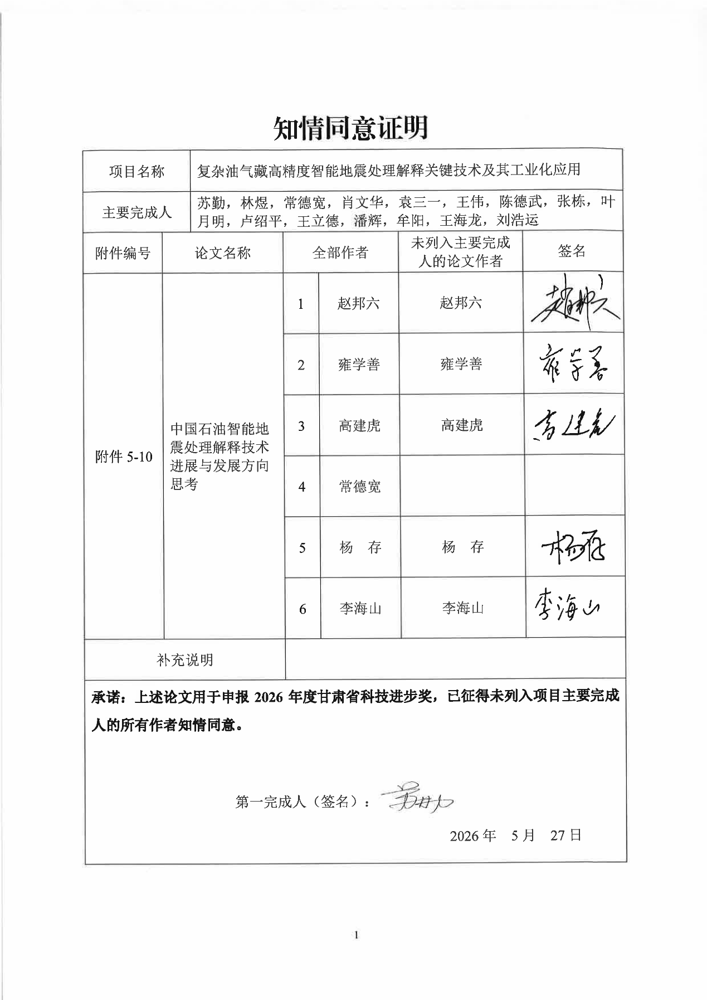 知情同意证明
项目名称
复杂油气藏高精度智能地震处理解释关键技术及其工业化应用
主要完成人
苏勤，林煜，常德宽，肖文华，袁三一，王伟，陈德武，张栋，叶
月明，卢绍平，王立德，潘辉，牟阳，王海龙，刘浩运
附件编号
论文名称
全部作者
未列入主要完成
人的论文作者
签名
附件 5-10
中国石油智能地
震处理解释技术
进展与发展方向
思考
1 赵邦六 赵邦六 赵邦六
2 雍学善 雍学善 雍学善
3 高建虎 高建虎 高建虎
4 常德宽
5 杨 存 杨 存 杨存
6 李海山 李海山 李海山
补充说明
承诺：上述论文用于申报 2026 年度甘肃省科技进步奖，已征得未列入项目主要完成
人的所有作者知情同意。
第一完成人（签名）：苏勤
2026 年 5 月 27 日
1